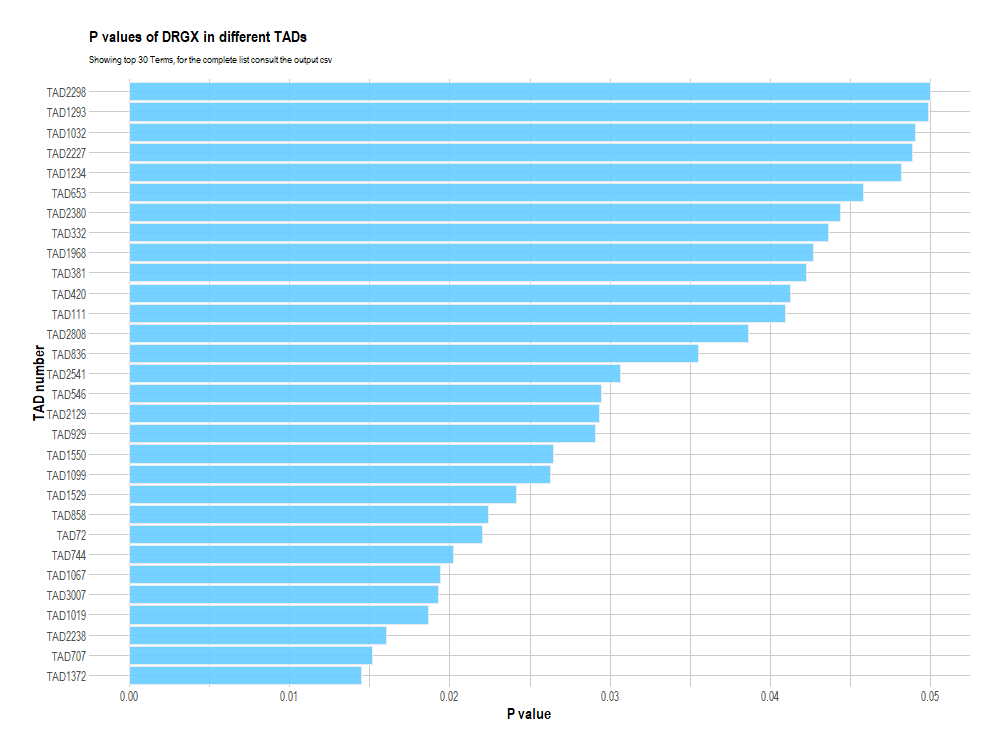 P values of DRGX in different TADs
Showing top 30 Terms, for the complete list consult the output csv
TAD number
TAD2298
TAD1293
TAD1032
TAD2227
TAD1234
TAD653
TAD2380
TAD332
TAD1968
TAD381
TAD420
TAD111
TAD2808
TAD836
TAD2541
TAD546
TAD2129
TAD929
TAD1550
TAD1099
TAD1529
TAD858
TAD72
TAD744
TAD1067
TAD3007
TAD1019
TAD2238
TAD707
TAD1372
0.00 0.01 0.02 0.03 0.04 0.05
P value